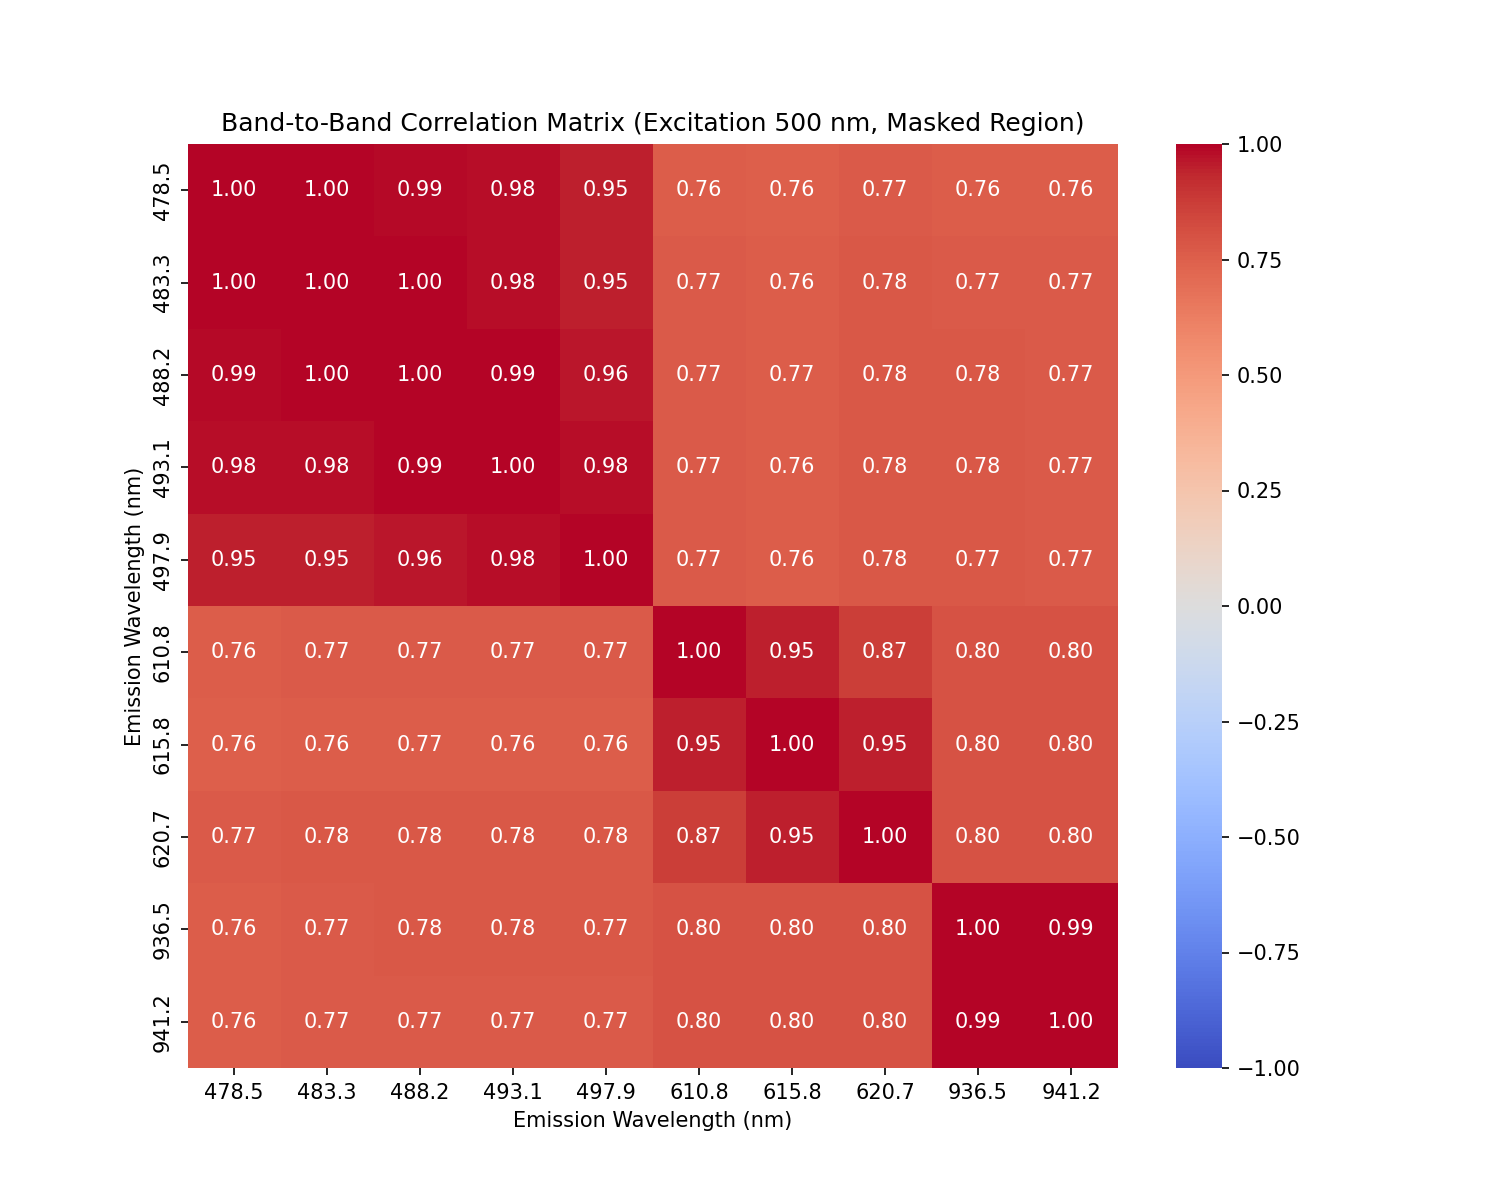 Band-to-Band Correlation Matrix (Excitation 500 nm, Masked Region)
Emission Wavelength (nm)
478.5 1.00 1.00 0.99 0.98 0.95 0.76 0.76 0.77 0.76 0.76
483.3 1.00 1.00 1.00 0.98 0.95 0.77 0.76 0.78 0.77 0.77
488.2 0.99 1.00 1.00 0.99 0.96 0.77 0.77 0.78 0.78 0.77
493.1 0.98 0.98 0.99 1.00 0.98 0.77 0.76 0.78 0.78 0.77
497.9 0.95 0.95 0.96 0.98 1.00 0.77 0.76 0.78 0.77 0.77
610.8 0.76 0.77 0.77 0.77 0.77 1.00 0.95 0.87 0.80 0.80
615.8 0.76 0.76 0.77 0.76 0.76 0.95 1.00 0.95 0.80 0.80
620.7 0.77 0.78 0.78 0.78 0.78 0.87 0.95 1.00 0.80 0.80
936.5 0.76 0.77 0.78 0.78 0.77 0.80 0.80 0.80 1.00 0.99
941.2 0.76 0.77 0.77 0.77 0.77 0.80 0.80 0.80 0.99 1.00
478.5 483.3 488.2 493.1 497.9 610.8 615.8 620.7 936.5 941.2
Emission Wavelength (nm)
1.00
0.75
0.50
0.25
0.00
−0.25
−0.50
−0.75
−1.00